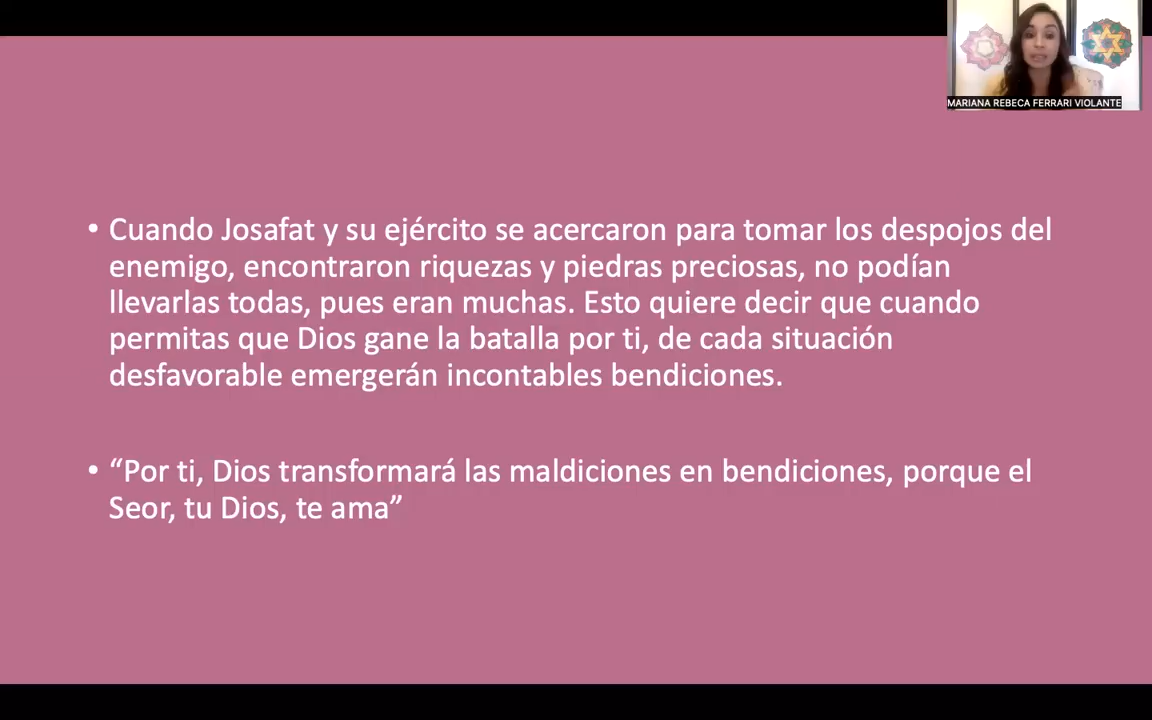 MARIANA REBECA FERRARI VIOLANTE
• Cuando Josafat y su ejército se acercaron para tomar los despojos del
enemigo, encontraron riquezas y piedras preciosas, no podían
llevarlas todas, pues eran muchas. Esto quiere decir que cuando
permitas que Dios gane la batalla por ti, de cada situación
desfavorable emergerán incontables bendiciones.
• “Por ti, Dios transformará las maldiciones en bendiciones, porque el
Seor, tu Dios, te ama”